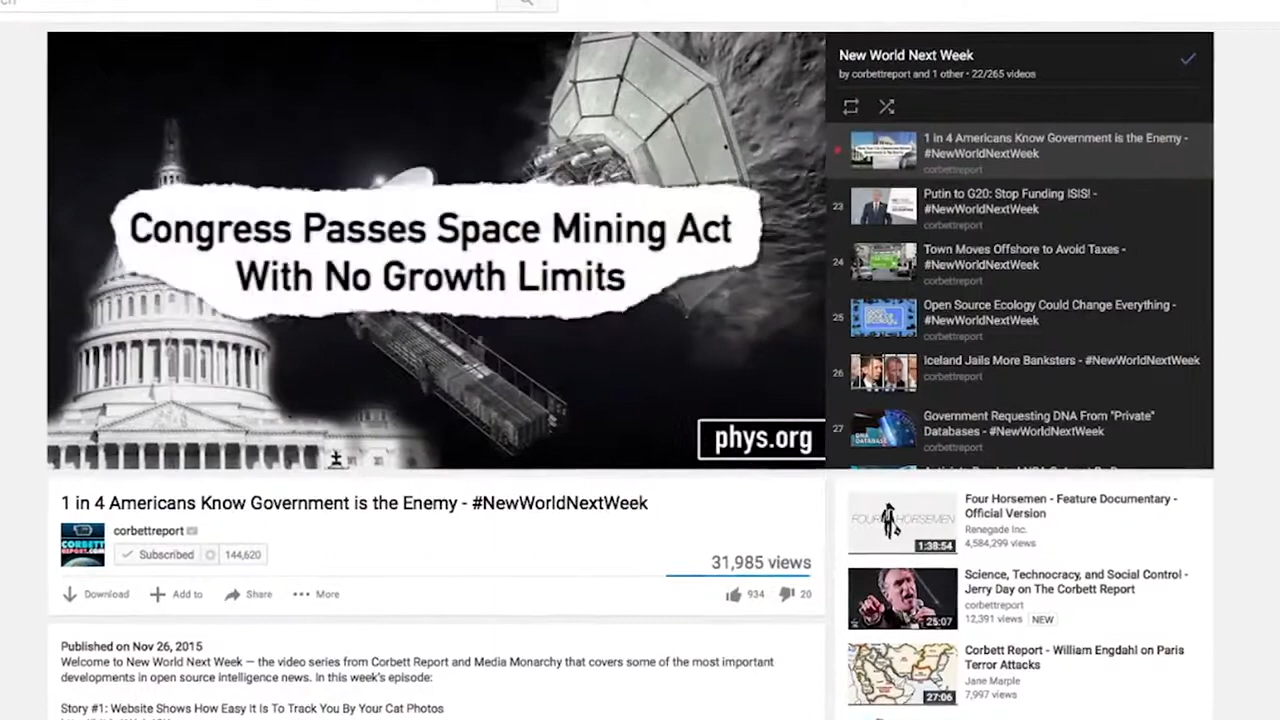 Congress Passes Space Mining Act
With No Growth Limits
phys.org
New World Next Week
by corbettreport and 1 other • 22/265 videos
1 in 4 Americans Know Government is the Enemy -
#NewWorldNextWeek
corbettreport
23
Putin to G20: Stop Funding ISIS! -
#NewWorldNextWeek
corbettreport
24
Town Moves Offshore to Avoid Taxes -
#NewWorldNextWeek
corbettreport
25
Open Source Ecology Could Change Everything -
#NewWorldNextWeek
corbettreport
26
Iceland Jails More Banksters - #NewWorldNextWeek
corbettreport
27
Government Requesting DNA From "Private"
Databases - #NewWorldNextWeek
corbettreport
1 in 4 Americans Know Government is the Enemy - #NewWorldNextWeek
CORBETT
REPORT.COM
corbettreport
Subscribed 144,620
31,985 views
Download Add to Share More 934 20
Published on Nov 26, 2015
Welcome to New World Next Week — the video series from Corbett Report and Media Monarchy that covers some of the most important
developments in open source intelligence news. In this week's episode:
Story #1: Website Shows How Easy It Is To Track You By Your Cat Photos
FOUR HORSEMEN
1:38:54
Four Horsemen - Feature Documentary -
Official Version
Renegade Inc.
4,584,299 views
25:07
Science, Technocracy, and Social Control -
Jerry Day on The Corbett Report
corbettreport
12,391 views NEW
27:06
Corbett Report - William Engdahl on Paris
Terror Attacks
Jane Marple
7,997 views